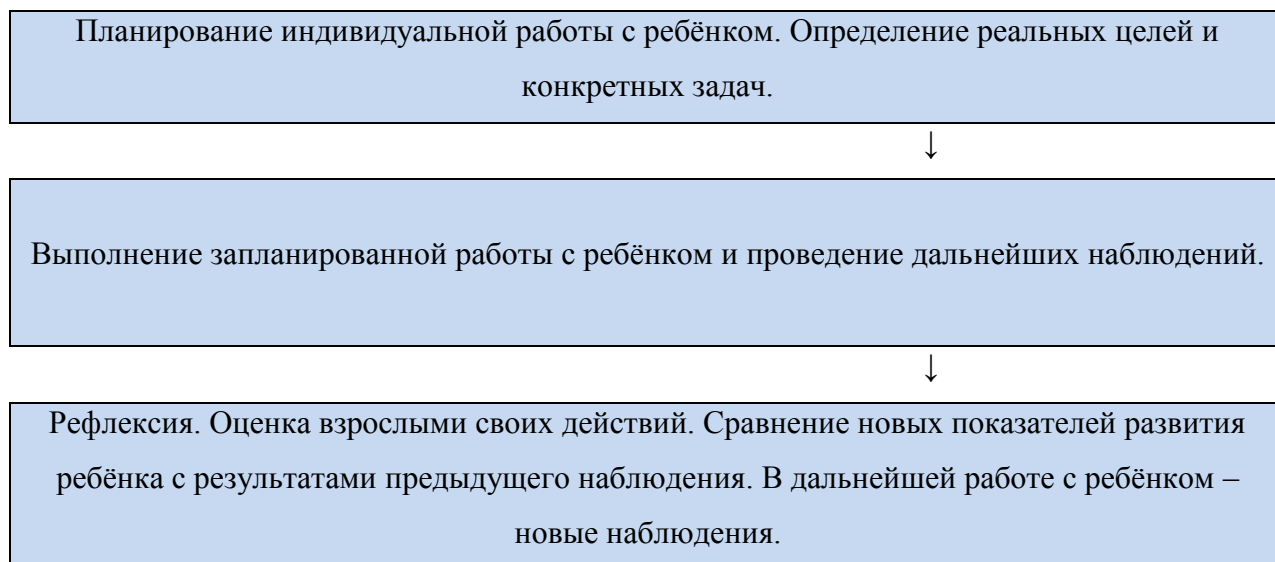 Планирование индивидуальной работы с ребёнком. Определение реальных целей и
конкретных задач.
↓
Выполнение запланированной работы с ребёнком и проведение дальнейших наблюдений.
↓
Рефлексия. Оценка взрослыми своих действий. Сравнение новых показателей развития
ребёнка с результатами предыдущего наблюдения. В дальнейшей работе с ребёнком –
новые наблюдения.